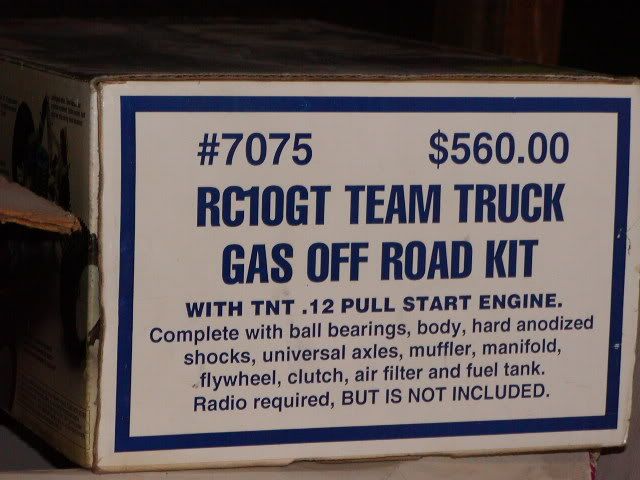 #7075 $560.00
RC10GT TEAM TRUCK
GAS OFF ROAD KIT
WITH TNT .12 PULL START ENGINE.
Complete with ball bearings, body, hard anodized
shocks, universal axles, muffler, manifold,
flywheel, clutch, air filter and fuel tank.
Radio required, BUT IS NOT INCLUDED.